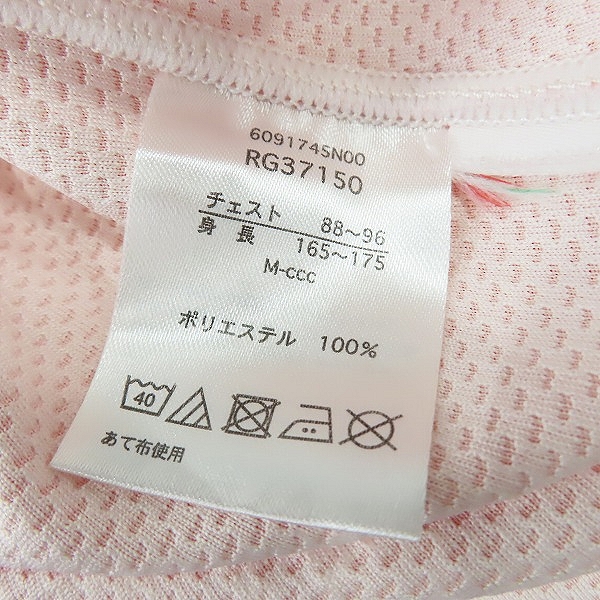 6091745N00
RG37150
チェスト 88~96
身長 165~175
M-ccc
ポリエステル 100%
40
あて布使用